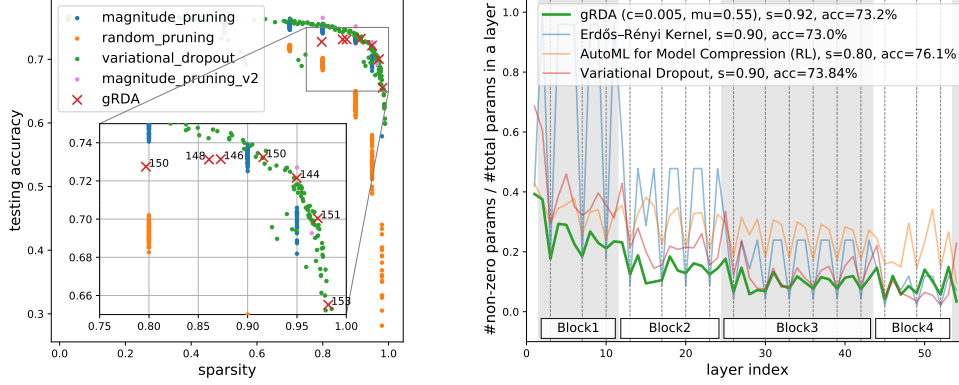 magnitude_pruning
random_pruning
variational_dropout
magnitude_pruning_v2
gRDA
testing accuracy
0.7
0.6
0.5
0.4
0.3
0.74
0.72
0.70
0.68
0.66
150
148
146
150
144
151
153
0.75 0.80 0.85 0.90 0.95 1.00
0.0 0.2 0.4 0.6 0.8 1.0
sparsity
gRDA (c=0.005, mu=0.55), s=0.92, acc=73.2%
Erdős–Rényi Kernel, s=0.90, acc=73.0%
AutoML for Model Compression (RL), s=0.80, acc=76.1%
Variational Dropout, s=0.90, acc=73.84%
#non-zero params / #total params in a layer
1.0
0.8
0.6
0.4
0.2
0.0
Block1 Block2 Block3 Block4
0 10 20 30 40 50
layer index